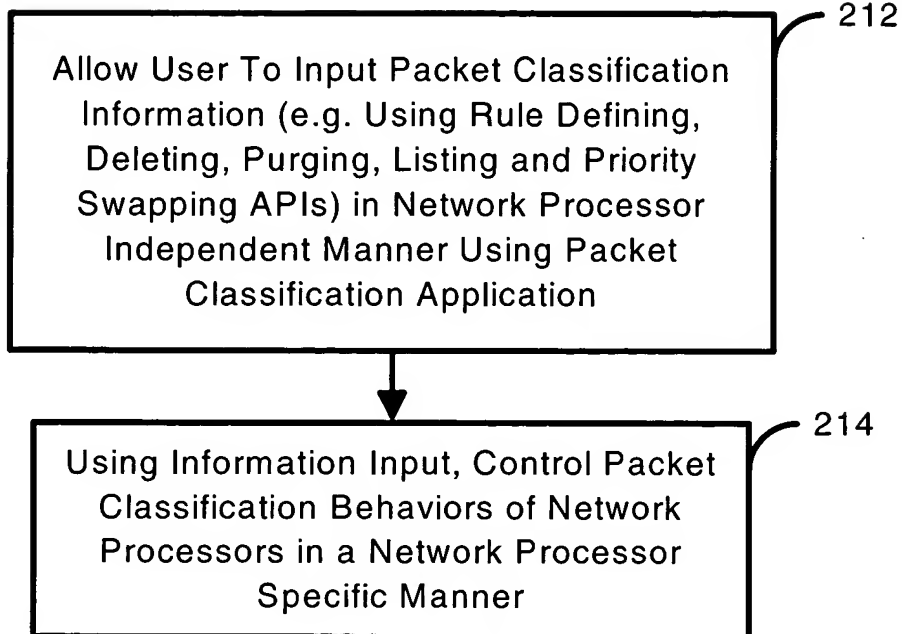 212
Allow User To Input Packet Classification
Information (e.g. Using Rule Defining,
Deleting, Purging, Listing and Priority
Swapping APIs) in Network Processor
Independent Manner Using Packet
Classification Application
214
Using Information Input, Control Packet
Classification Behaviors of Network
Processors in a Network Processor
Specific Manner